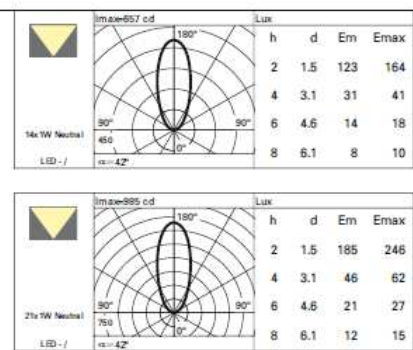 Imax=657 cd
Lux
180°
h d Em Emax
2 1.5 123 164
4 3.1 31 41
90° 90°
6 4.6 14 18
14x 1W Neutral
450
0°
8 6.1 8 10
LED - /
α= 42°
Imax=985 cd
Lux
180°
h d Em Emax
2 1.5 185 246
4 3.1 46 62
90° 90°
6 4.6 21 27
21x 1W Neutral
750
0°
8 6.1 12 15
LED - /
α= 42°